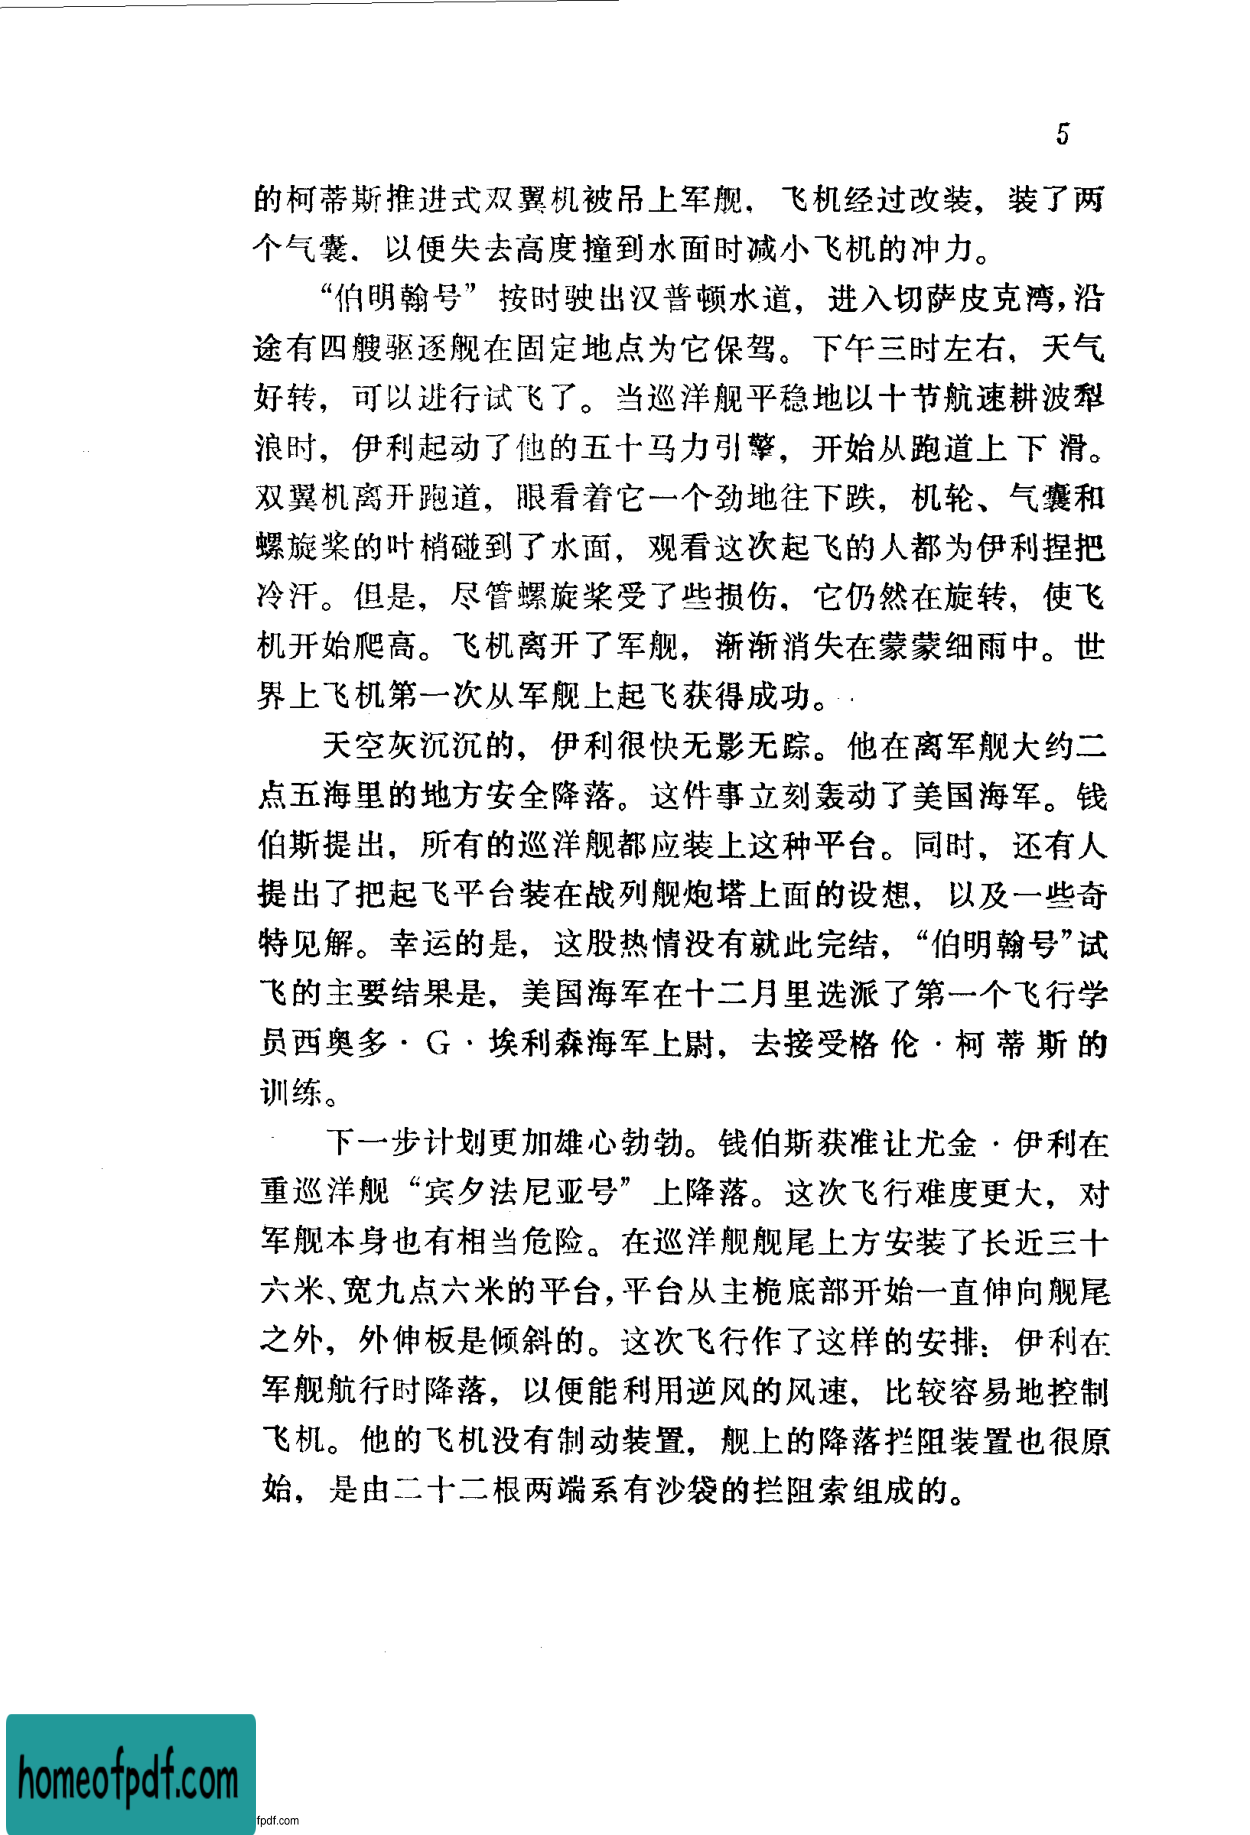 5
的柯蒂斯推进式双翼机被吊上军舰，飞机经过改装，装了两
个气囊，以便失去高度撞到水面时减小飞机的冲力。
“伯明翰号”按时驶出汉普顿水道，进入切萨皮克湾，沿
途有四艘驱逐舰在固定地点为它保驾。下午三时左右，天气
好转，可以进行试飞了。当巡洋舰平稳地以十节航速耕波犁
浪时，伊利起动了他的五十马力引擎，开始从跑道上下滑。
双翼机离开跑道，眼看着它一个劲地往下跌，机轮、气囊和
螺旋桨的叶梢碰到了水面，观看这次起飞的人都为伊利捏把
冷汗。但是，尽管螺旋桨受了些损伤，它仍然在旋转，使飞
机开始爬高。飞机离开了军舰，渐渐消失在蒙蒙细雨中。世
界上飞机第一次从军舰上起飞获得成功。
天空灰沉沉的，伊利很快无影无踪。他在离军舰大约二
点五海里的地方安全降落。这件事立刻轰动了美国海军。钱
伯斯提出，所有的巡洋舰都应装上这种平台。同时，还有人
提出了把起飞平台装在战列舰炮塔上面的设想，以及一些奇
特见解。幸运的是，这股热情没有就此完结，“伯明翰号”试
飞的主要结果是，美国海军在十二月里选派了第一个飞行学
员西奥多·G·埃利森海军上尉，去接受格伦·柯蒂斯的
训练。
下一步计划更加雄心勃勃。钱伯斯获准让尤金·伊利在
重巡洋舰“宾夕法尼亚号”上降落。这次飞行难度更大，对
军舰本身也有相当危险。在巡洋舰舰尾上方安装了长近三十
六米、宽九点六米的平台，平台从主桅底部开始一直伸向舰尾
之外，外伸板是倾斜的。这次飞行作了这样的安排：伊利在
军舰航行时降落，以便能利用逆风的风速，比较容易地控制
飞机。他的飞机没有制动装置，舰上的降落拦阻装置也很原
始，是由二十二根两端系有沙袋的拦阻索组成的。
homeofpdf.com
fpdf.com